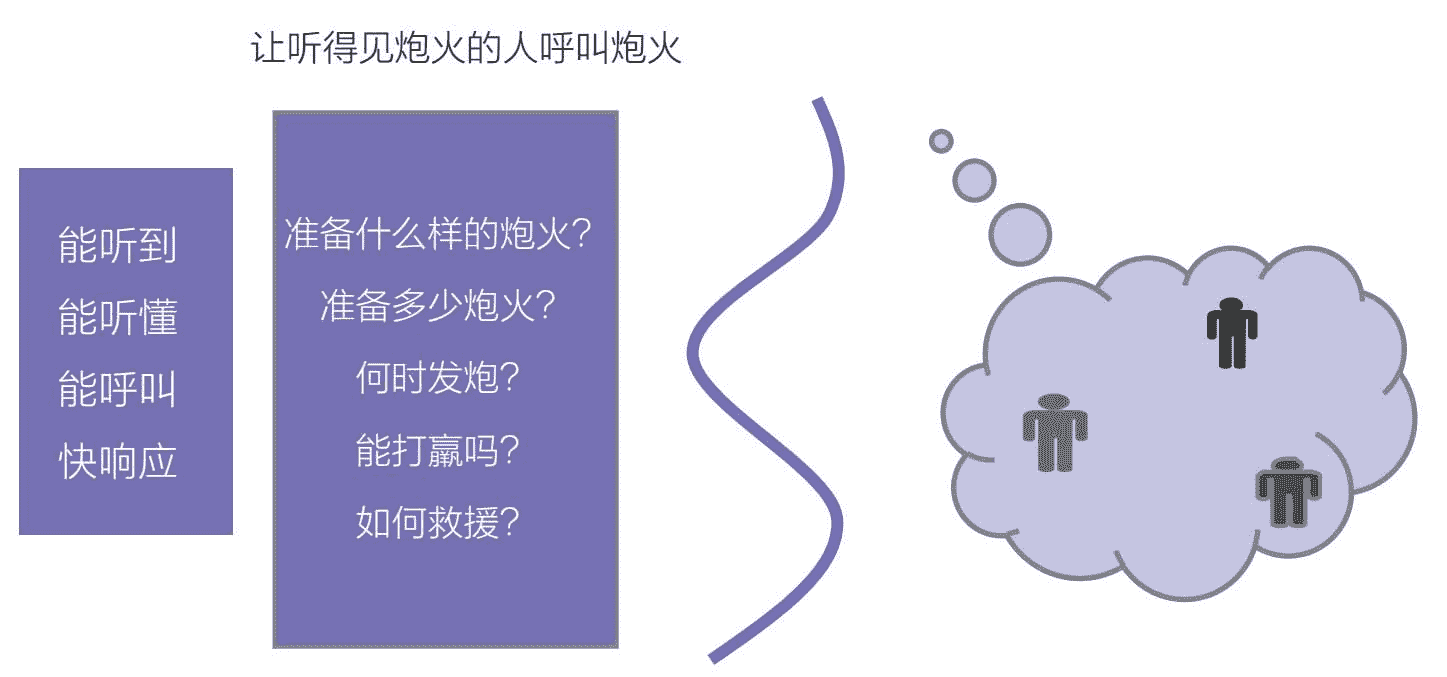 让听得见炮火的人呼叫炮火
能听到
能听懂
能呼叫
快响应
准备什么样的炮火？
准备多少炮火？
何时发炮？
能打赢吗？
如何救援？